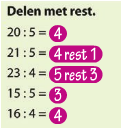 Delen met rest.
20 : 5 = 4
21 : 5 = 4 rest 1
23 : 4 = 5 rest 3
15 : 5 = 3
16 : 4 = 4